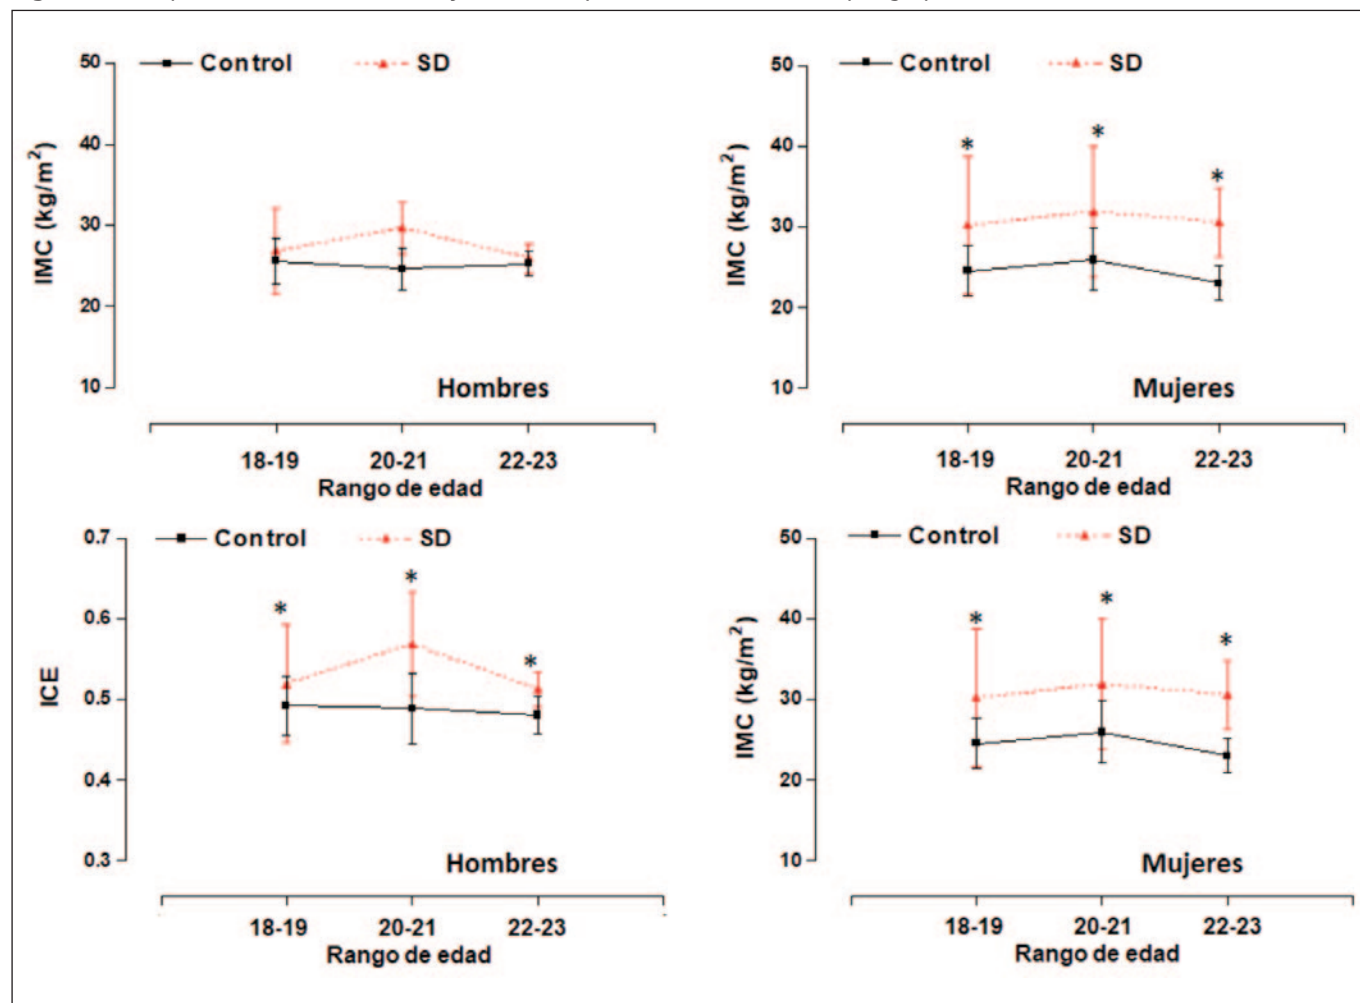 Control SD
50
40
30
20
10
IMC (kg/m²)
*
Hombres
18-19 20-21 22-23
Rango de edad
Control SD
50
40
30
20
10
IMC (kg/m²)
* * *
Mujeres
18-19 20-21 22-23
Rango de edad
Control SD
0.7
0.6
0.5
0.4
0.3
ICE
* * *
Hombres
18-19 20-21 22-23
Rango de edad
Control SD
50
40
30
20
10
IMC (kg/m²)
* * *
Mujeres
18-19 20-21 22-23
Rango de edad